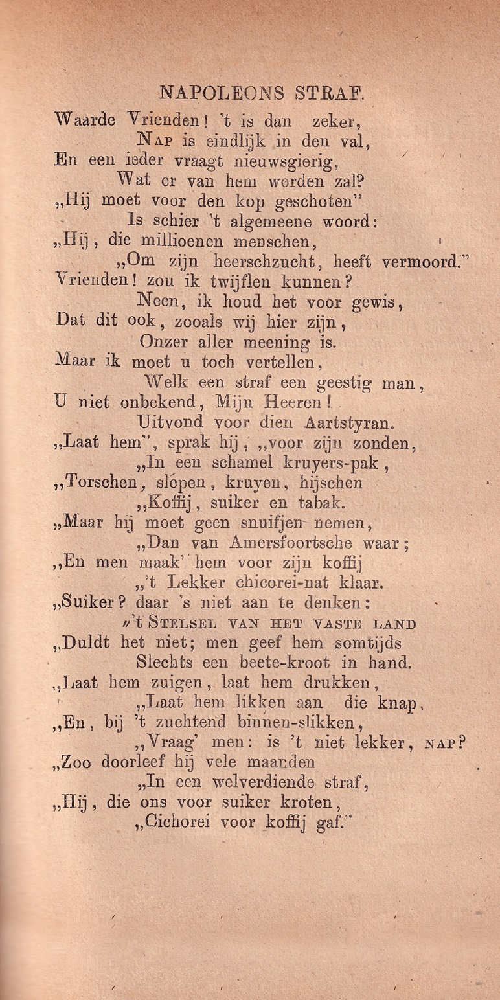 NAPOLEONS STRAF.
Waarde Vrienden! 't is dan zeker,
NAP is eindlijk in den val,
En een ieder vraagt nieuwsgierig,
Wat er van hem worden zal?
„Hij moet voor den kop geschoten”
Is schier 't algemeene woord:
„Hij, die millioenen menschen,
„Om zijn heerschzucht, heeft vermoord.”
Vrienden! zou ik twijflen kunnen?
Neen, ik houd het voor gewis,
Dat dit ook, zooals wij hier zijn,
Onzer aller meening is.
Maar ik moet u toch vertellen,
Welk een straf een geestig man,
U niet onbekend, Mijn Heeren!
Uitvond voor dien Aartstyran.
„Laat hem”, sprak hij, „voor zijn zonden,
„In een schamel kruyers-pak,
„Torschen, slépen, kruyen, hijschen
„Koffij, suiker en tabak.
„Maar hij moet geen snuifjen nemen,
„Dan van Amersfoortsche waar;
„En men maak' hem voor zijn koffij
„'t Lekker chicorei-nat klaar.
„Suiker? daar 's niet aan te denken:
„'t STELSEL VAN HET VASTE LAND
„Duldt het niet; men geef hem somtijds
Slechts een beete-kroot in hand.
„Laat hem zuigen, laat hem drukken,
„Laat hem likken aan die knap,
„En, bij 't zuchtend binnen-slikken,
„Vraag' men: is 't niet lekker, NAP?
„Zoo doorleef hij vele maanden
„In een welverdiende straf,
„Hij, die ons voor suiker kroten,
„Cichorei voor koffij gaf.”